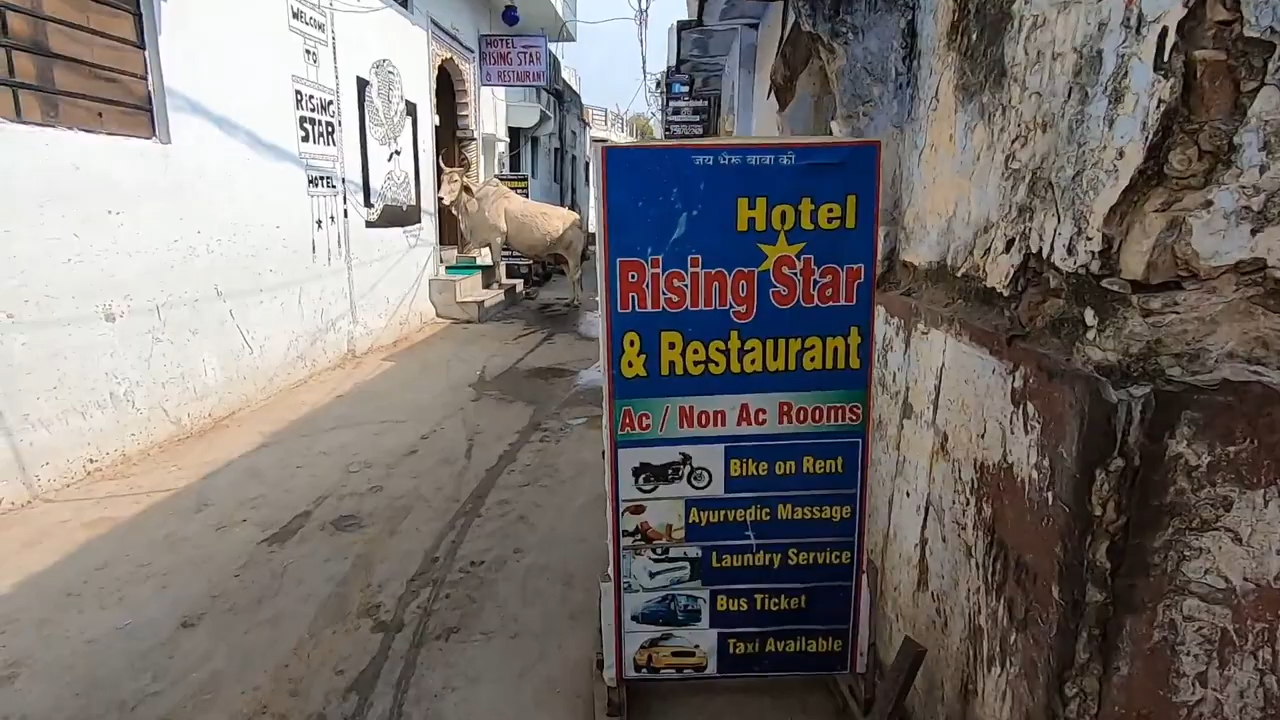 WELCOME
TO
RiSiNG
STAR
HOTEL
HOTEL
RISING STAR
& RESTAURANT
जय भैरू बाबा की
Hotel
Rising Star
& Restaurant
Ac / Non Ac Rooms
Bike on Rent
Ayurvedic Massage
Laundry Service
Bus Ticket
Taxi Available